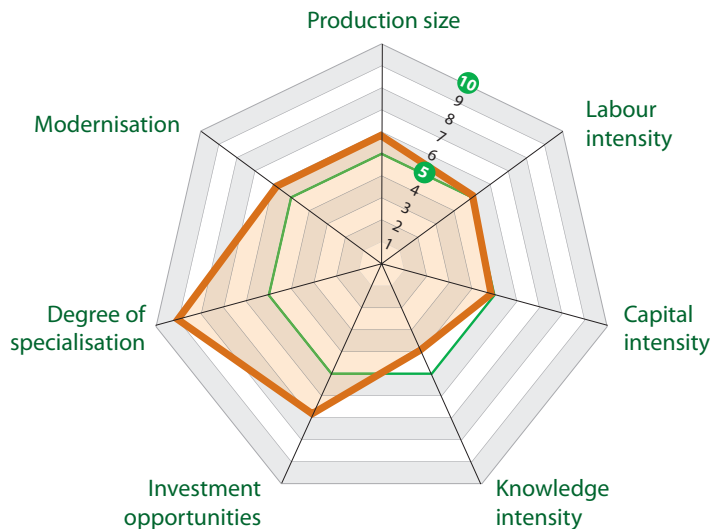 Production size
10
9
8
7
6
5
4
3
2
1
Labour
intensity
Capital
intensity
Knowledge
intensity
Investment
opportunities
Degree of
specialisation
Modernisation